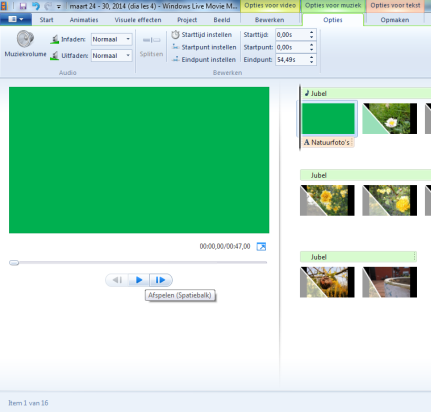 maart 24 - 30, 2014 (dia les 4) - Windows Live Movie M...
Opties voor video
Opties voor muziek
Opties voor tekst
Start
Animaties
Visuele effecten
Project
Beeld
Bewerken
Opties
Opmaken
Muziekvolume
Infaden: Normaal
Uitfaden: Normaal
Splitsen
Starttijd instellen
Startpunt instellen
Eindpunt instellen
Starttijd: 0,00s
Startpunt: 0,00s
Eindpunt: 54,49s
Audio
Bewerken
00:00,00/00:47,00
Afspelen (Spatiebalk)
Jubel
A Natuurfoto's
Jubel
Jubel
Item 1 van 16